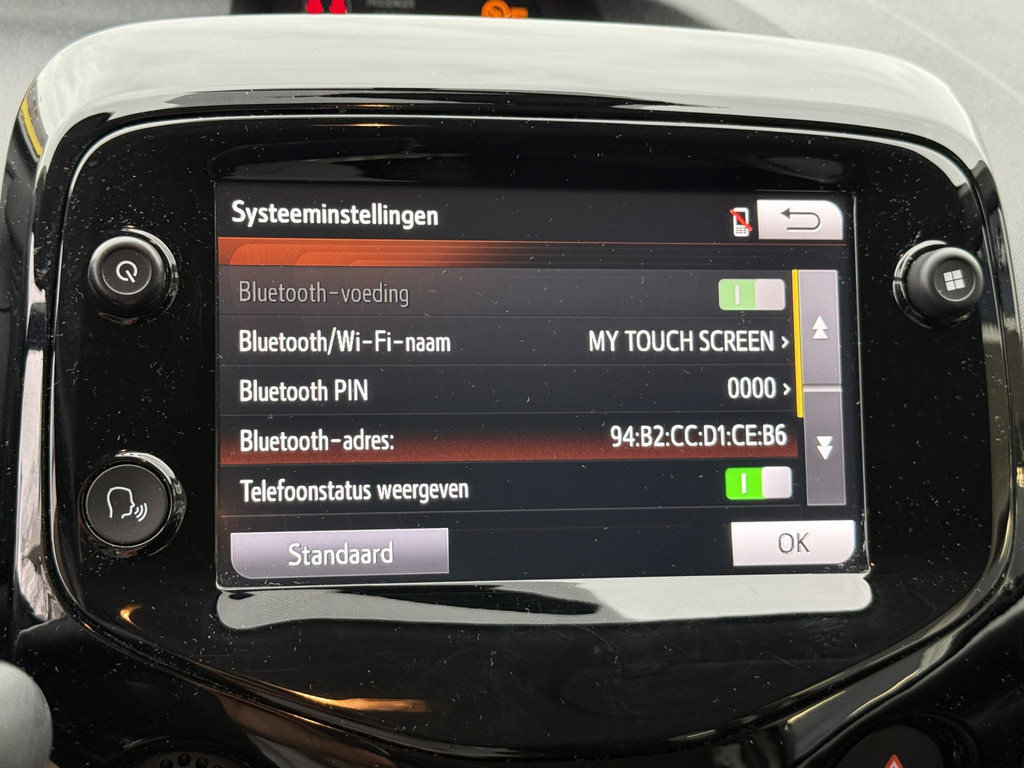 PASSENGER
Systeeminstellingen
Bluetooth-voeding
Bluetooth/Wi-Fi-naam MY TOUCH SCREEN >
Bluetooth PIN 0000 >
Bluetooth-adres: 94:B2:CC:D1:CE:B6
Telefoonstatus weergeven
Standaard OK